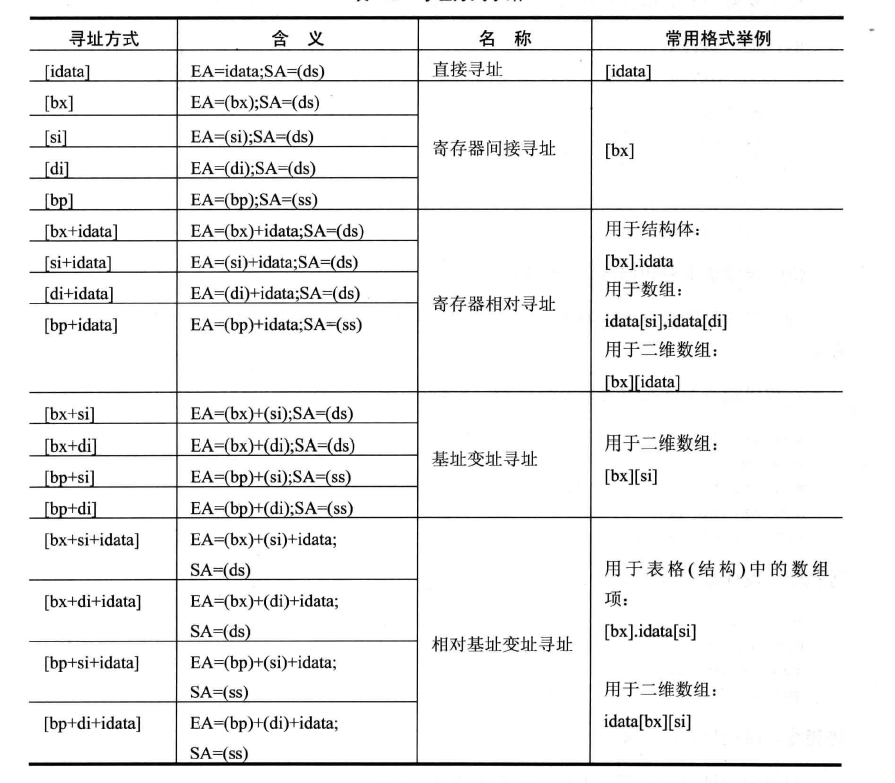 寻址方式 含 义 名 称 常用格式举例
[idata] EA=idata;SA=(ds) 直接寻址 [idata]
[bx] EA=(bx);SA=(ds)
[si] EA=(si);SA=(ds)
寄存器间接寻址 [bx]
[di] EA=(di);SA=(ds)
[bp] EA=(bp);SA=(ss)
[bx+idata] EA=(bx)+idata;SA=(ds) 用于结构体：
[si+idata] EA=(si)+idata;SA=(ds) [bx].idata
[di+idata] EA=(di)+idata;SA=(ds) 寄存器相对寻址 用于数组：
[bp+idata] EA=(bp)+idata;SA=(ss) idata[si],idata[di]
用于二维数组：
[bx][idata]
[bx+si] EA=(bx)+(si);SA=(ds)
[bx+di] EA=(bx)+(di);SA=(ds) 基址变址寻址 用于二维数组：
[bp+si] EA=(bp)+(si);SA=(ss) [bx][si]
[bp+di] EA=(bp)+(di);SA=(ss)
[bx+si+idata] EA=(bx)+(si)+idata;
SA=(ds) 用于表格(结构)中的数组
[bx+di+idata] EA=(bx)+(di)+idata; 项：
SA=(ds) [bx].idata[si]
相对基址变址寻址
[bp+si+idata] EA=(bp)+(si)+idata;
SA=(ss) 用于二维数组：
[bp+di+idata] EA=(bp)+(di)+idata; idata[bx][si]
SA=(ss)